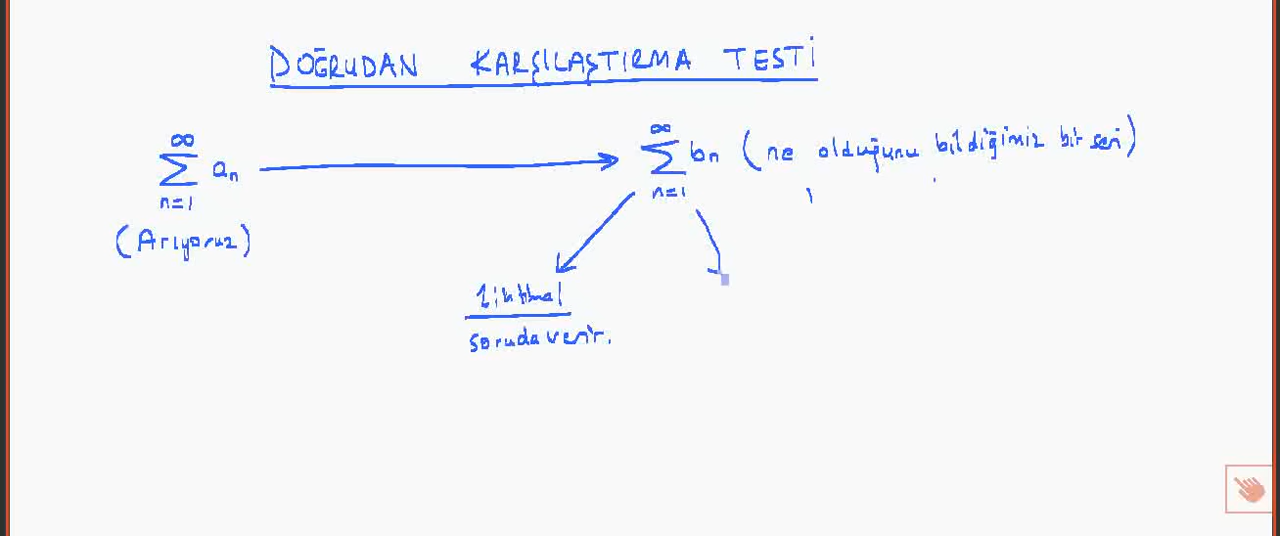 DOĞRUDAN KARŞILAŞTIRMA TESTİ
∞ ∑ n=1 an → ∞ ∑ n=1 bn (ne olduğunu bildiğimiz bir seri)
(Arıyoruz)
1. ihtimal
soruda verir.